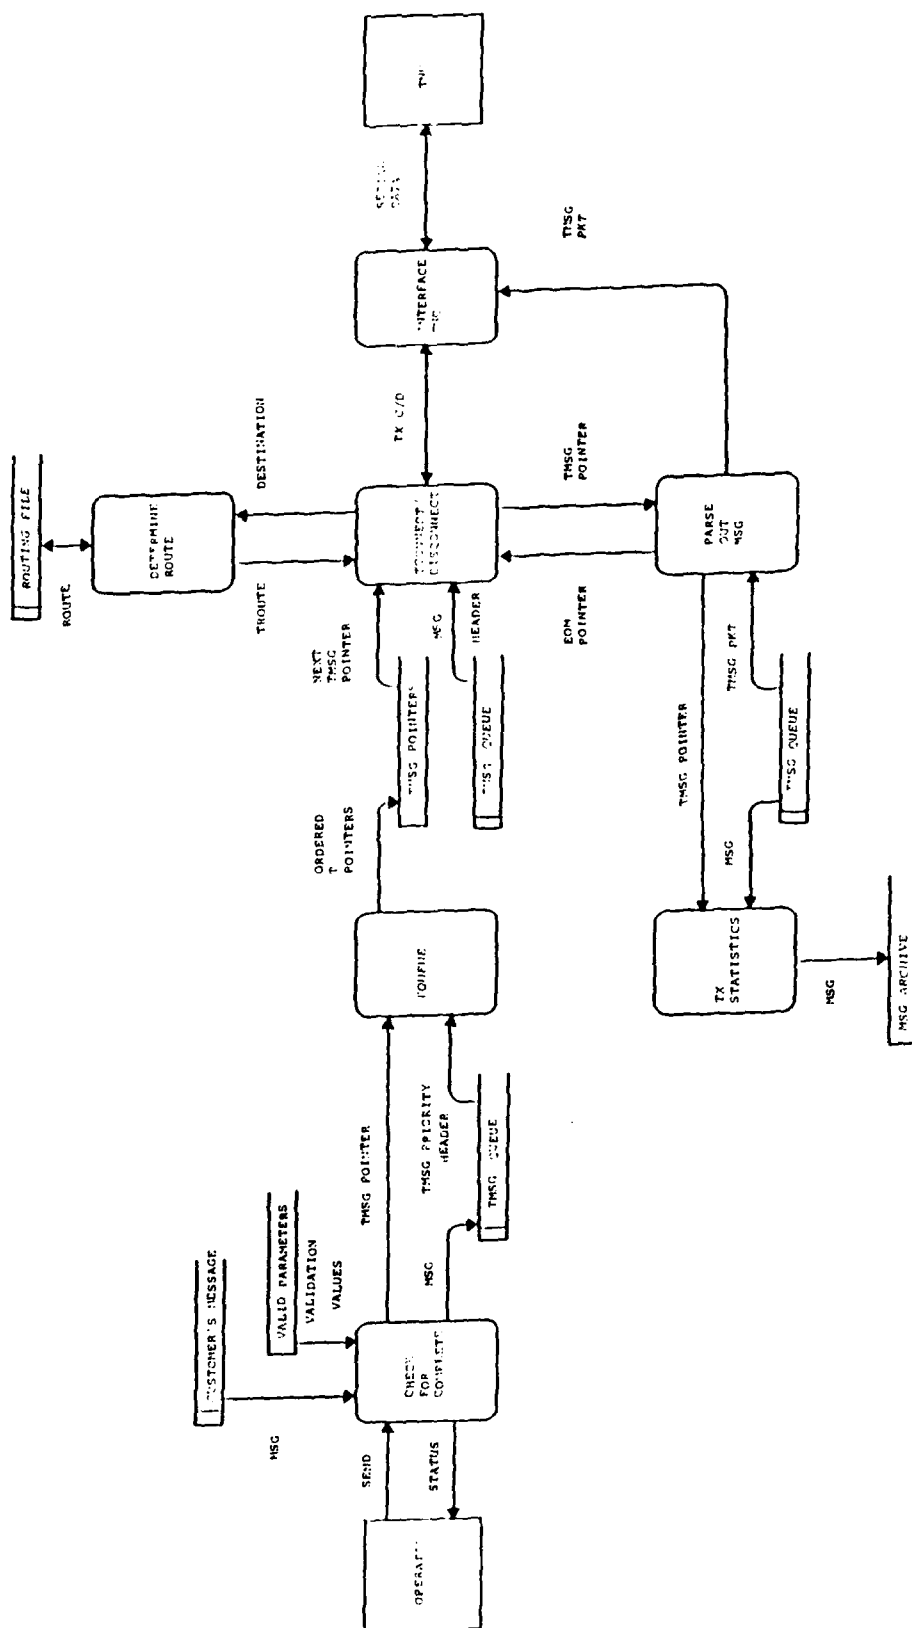 ROUTING FILE
ROUTE
DETERMINE
ROUTE
TROUTE
DESTINATION
CUSTOMER'S MESSAGE
MSG
VALID PARAMETERS
VALIDATION
VALUES
SEND
STATUS
CHECK
FOR
COMPLETE
TMSG POINTER
MSG
TMSG PRIORITY
HEADER
TMSG QUEUE
ORDERED
T
POINTERS
TMSG POINTERS
NEXT
TMSG
POINTER
MSG
HEADER
TMSG QUEUE
DISCONNECT
TX C/D
INTERFACE
DATA
EOM
POINTER
TMSG
POINTER
TMSG
PKT
PARSE
OUT
MSG
TMSG POINTER
TMSG PKT
TMSG QUEUE
MSG
TX
STATISTICS
MSG
MSG ARCHIVE